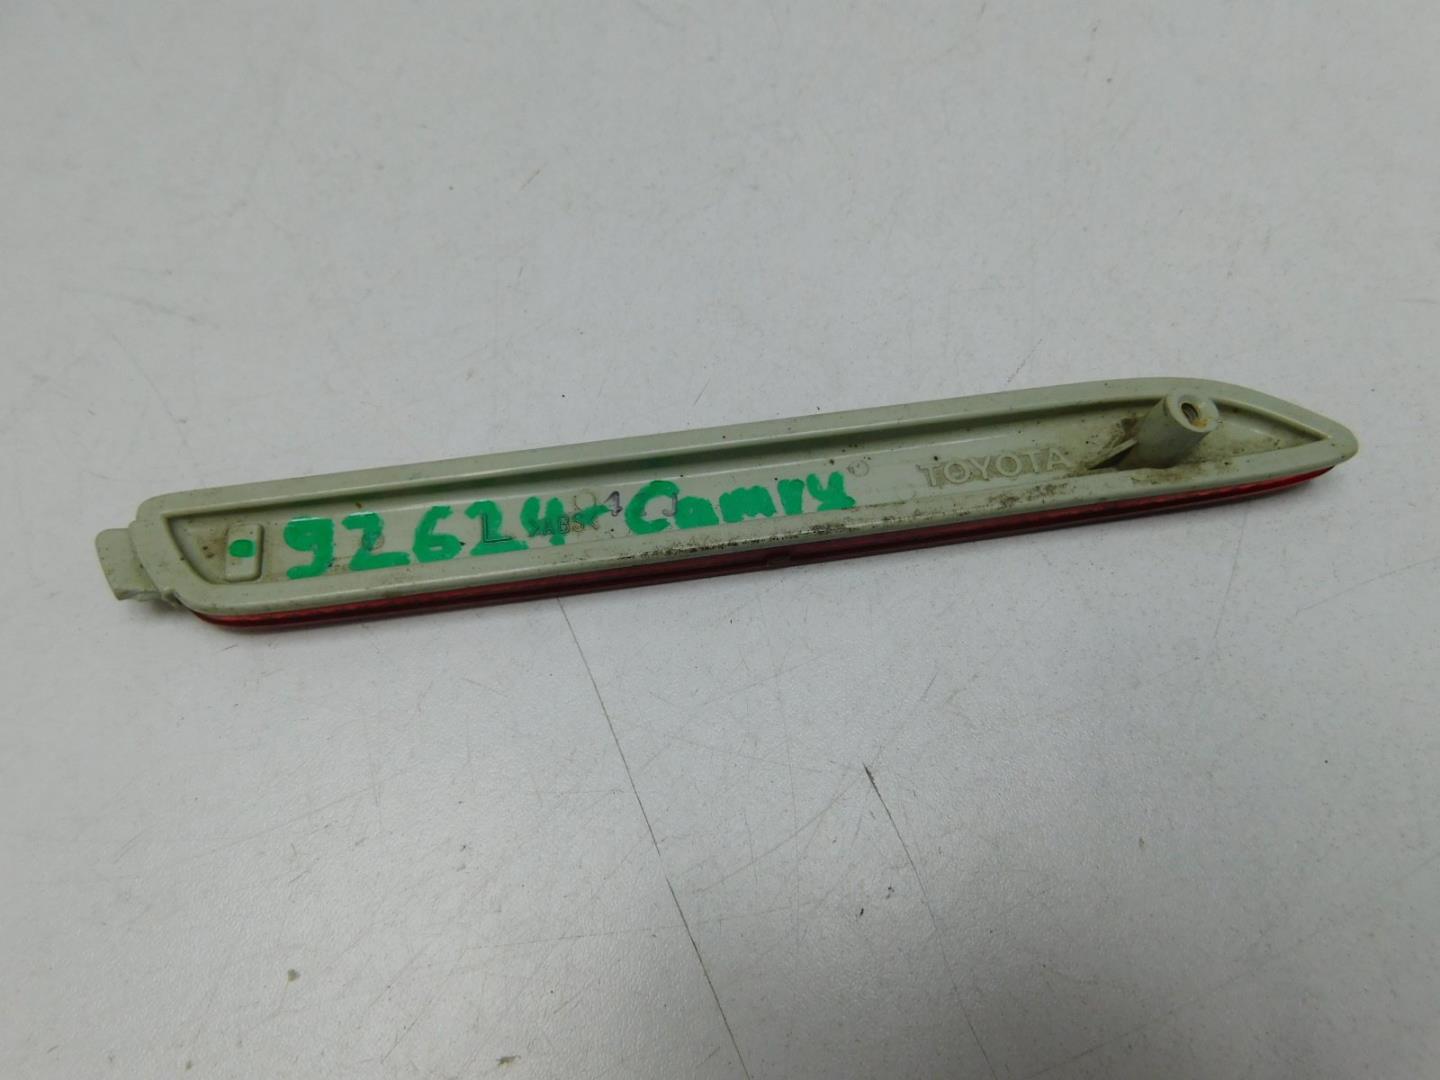 92624-Camry
L >ABS<
TOYOTA